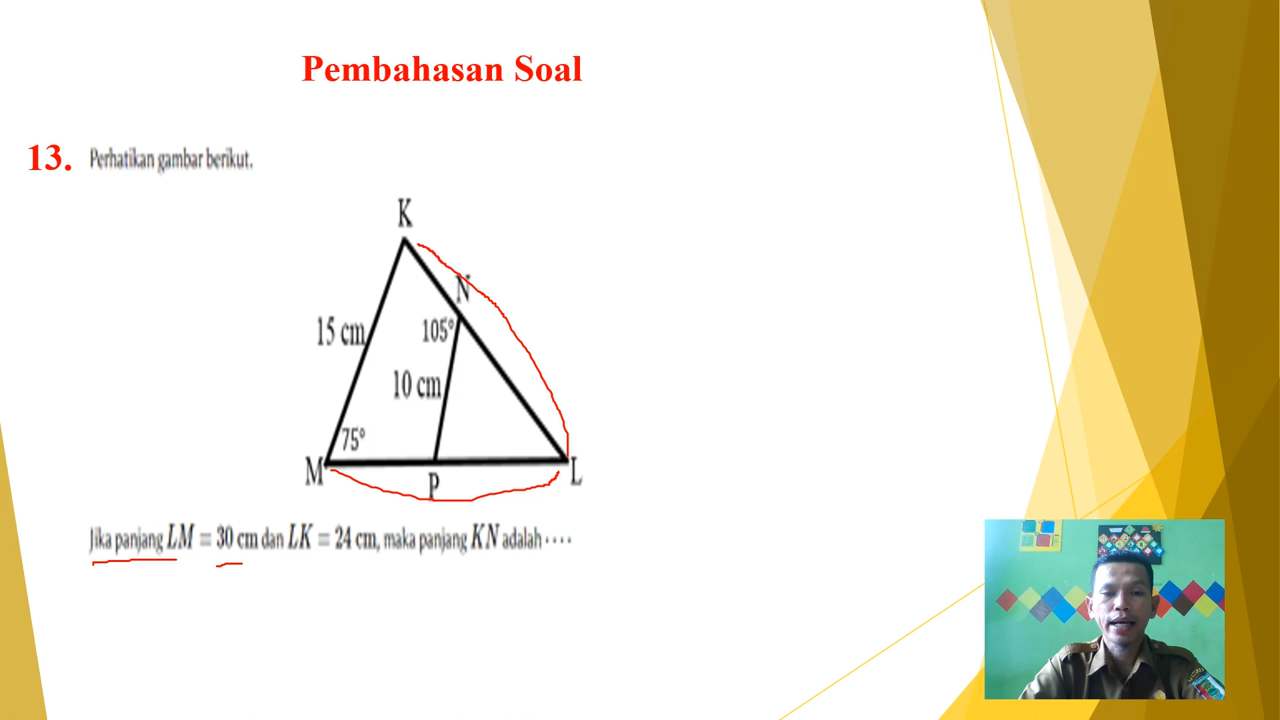 Pembahasan Soal
13. Perhatikan gambar berikut.
K
N
15 cm
105°
10 cm
75°
M
P
L
Jika panjang LM = 30 cm dan LK = 24 cm, maka panjang KN adalah ····